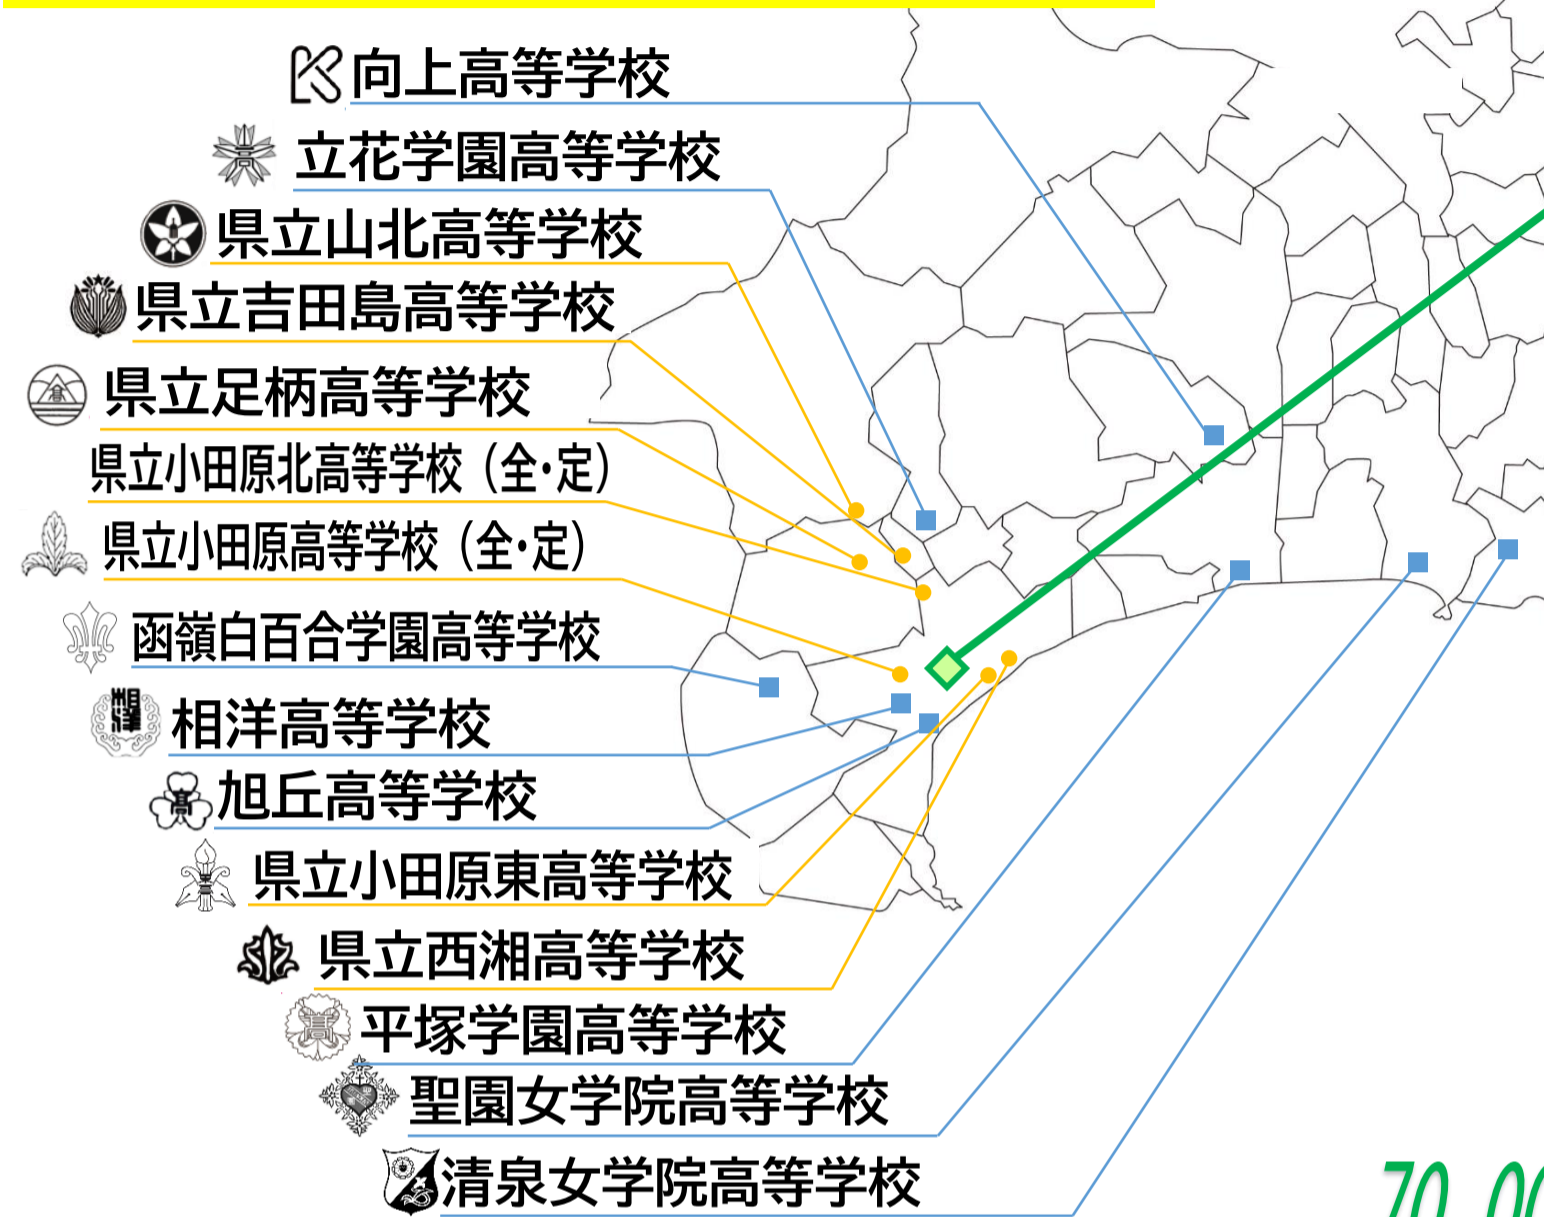 向上高等学校
立花学園高等学校
県立山北高等学校
県立吉田島高等学校
県立足柄高等学校
県立小田原北高等学校（全・定）
県立小田原高等学校（全・定）
函嶺白百合学園高等学校
相洋高等学校
旭丘高等学校
県立小田原東高等学校
県立西湘高等学校
平塚学園高等学校
聖園女学院高等学校
清泉女学院高等学校